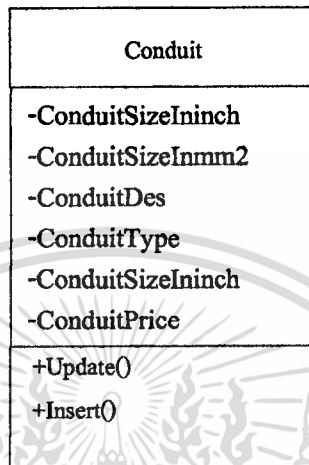 Conduit
-ConduitSizeIninch
-ConduitSizeInmm2
-ConduitDes
-ConduitType
-ConduitSizeIninch
-ConduitPrice
+Update()
+Insert()